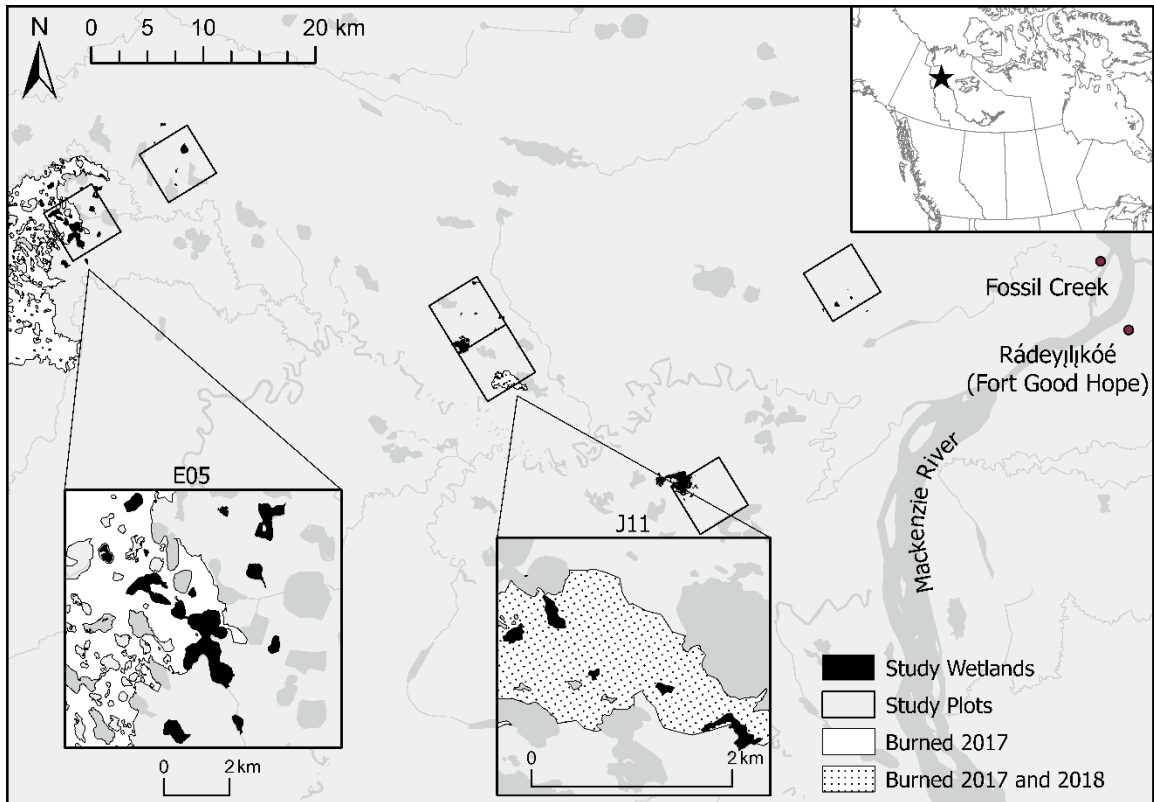 N
0 5 10 20 km
Fossil Creek
Rádeyı̨lı̨kóé
(Fort Good Hope)
Mackenzie River
E05
J11
0 2 km
0 2 km
Study Wetlands
Study Plots
Burned 2017
Burned 2017 and 2018